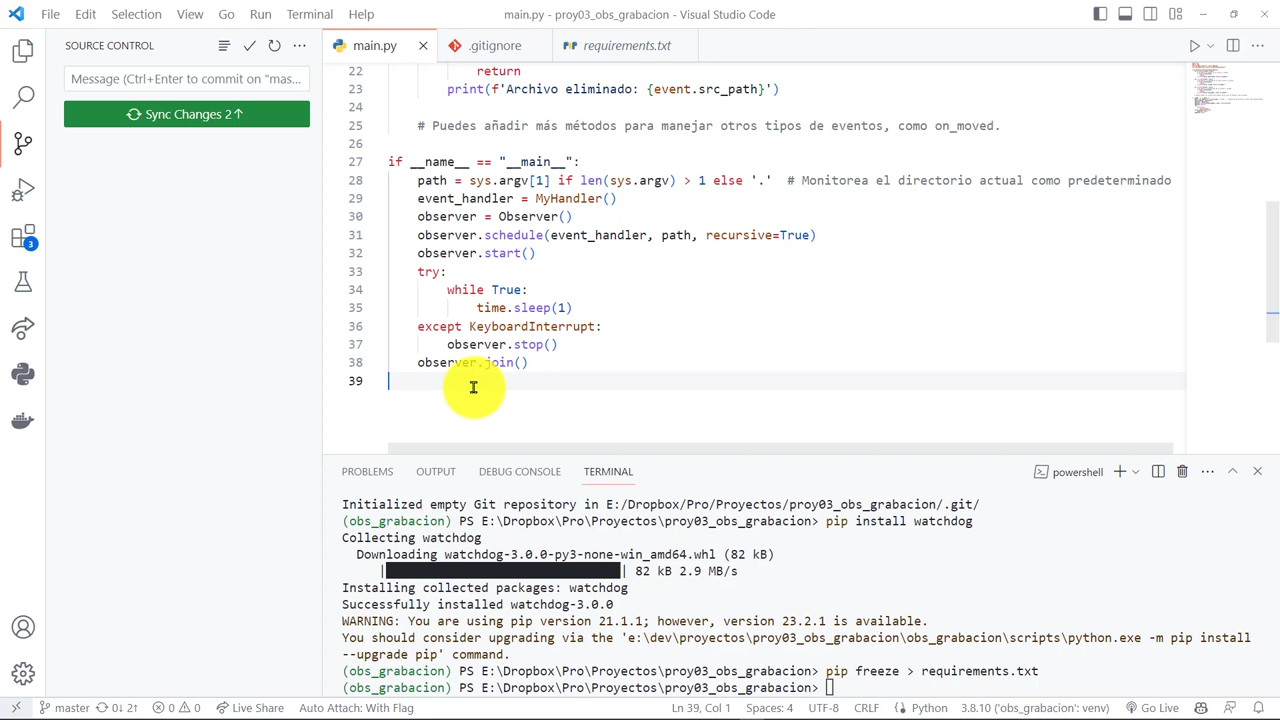 File Edit Selection View Go Run Terminal Help
main.py - proy03_obs_grabacion - Visual Studio Code
SOURCE CONTROL
Message (Ctrl+Enter to commit on "mas...
Sync Changes 2↑
3
main.py
.gitignore
requirements.txt
22 return
23 print(f'Archivo eliminado: {event.src_path}')
24
25 # Puedes añadir más métodos para manejar otros tipos de eventos, como on_moved.
26
27 if __name__ == "__main__":
28 path = sys.argv[1] if len(sys.argv) > 1 else '.' # Monitorea el directorio actual como predeterminado
29 event_handler = MyHandler()
30 observer = Observer()
31 observer.schedule(event_handler, path, recursive=True)
32 observer.start()
33 try:
34 while True:
35 time.sleep(1)
36 except KeyboardInterrupt:
37 observer.stop()
38 observer.join()
39
PROBLEMS OUTPUT DEBUG CONSOLE TERMINAL
powershell
Initialized empty Git repository in E:/Dropbox/Pro/Proyectos/proy03_obs_grabacion/.git/
(obs_grabacion) PS E:\Dropbox\Pro\Proyectos\proy03_obs_grabacion> pip install watchdog
Collecting watchdog
Downloading watchdog-3.0.0-py3-none-win_amd64.whl (82 kB)
| | 82 kB 2.9 MB/s
Installing collected packages: watchdog
Successfully installed watchdog-3.0.0
WARNING: You are using pip version 21.1.1; however, version 23.2.1 is available.
You should consider upgrading via the 'e:\dev\proyectos\proy03_obs_grabacion\obs_grabacion\scripts\python.exe -m pip install
--upgrade pip' command.
(obs_grabacion) PS E:\Dropbox\Pro\Proyectos\proy03_obs_grabacion> pip freeze > requirements.txt
(obs_grabacion) PS E:\Dropbox\Pro\Proyectos\proy03_obs_grabacion>
master 0↓ 2↑ 0 0 Live Share Auto Attach: With Flag Ln 39, Col 1 Spaces: 4 UTF-8 CRLF Python 3.8.10 ('obs_grabacion': venv) Go Live